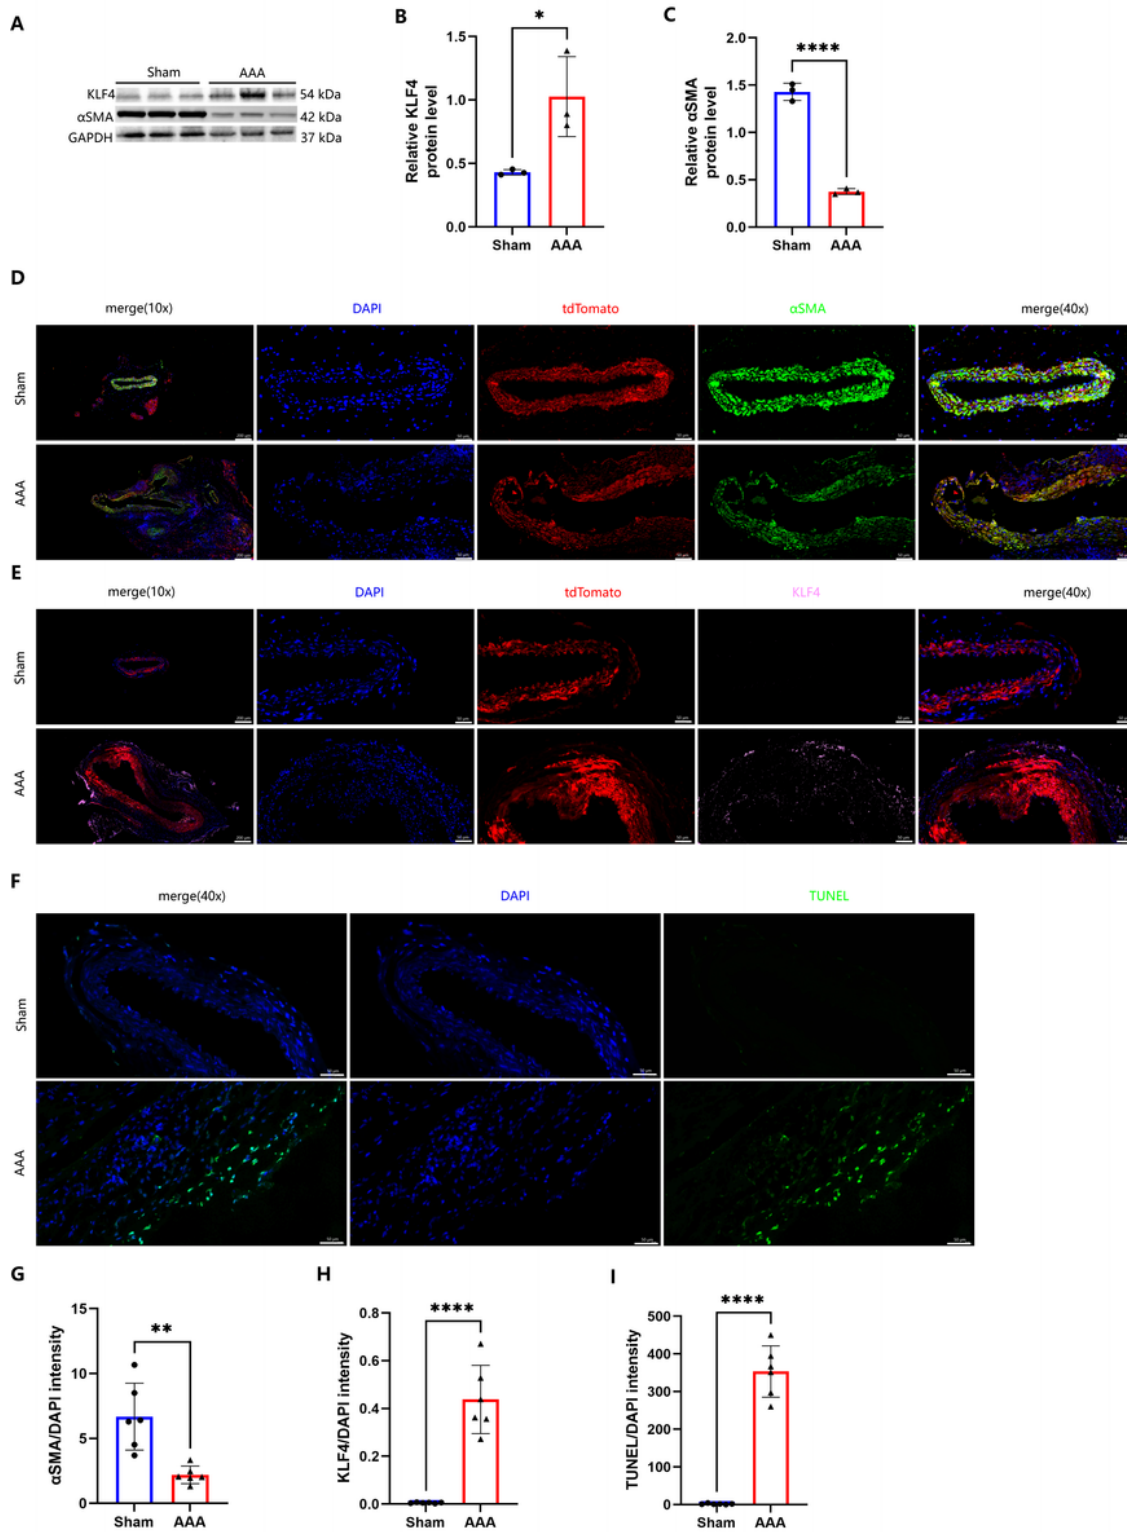 A
Sham AAA
KLF4 54 kDa
αSMA 42 kDa
GAPDH 37 kDa
B
*
Relative KLF4
protein level
1.5
1.0
0.5
0.0
Sham AAA
C
****
Relative αSMA
protein level
2.0
1.5
1.0
0.5
0.0
Sham AAA
D
merge(10x) DAPI tdTomato αSMA merge(40x)
Sham
AAA
E
merge(10x) DAPI tdTomato KLF4 merge(40x)
Sham
AAA
F
merge(40x) DAPI TUNEL
Sham
AAA
G
**
αSMA/DAPI intensity
15
10
5
0
Sham AAA
H
****
KLF4/DAPI intensity
0.8
0.6
0.4
0.2
0.0
Sham AAA
I
****
TUNEL/DAPI intensity
500
400
300
200
100
0
Sham AAA